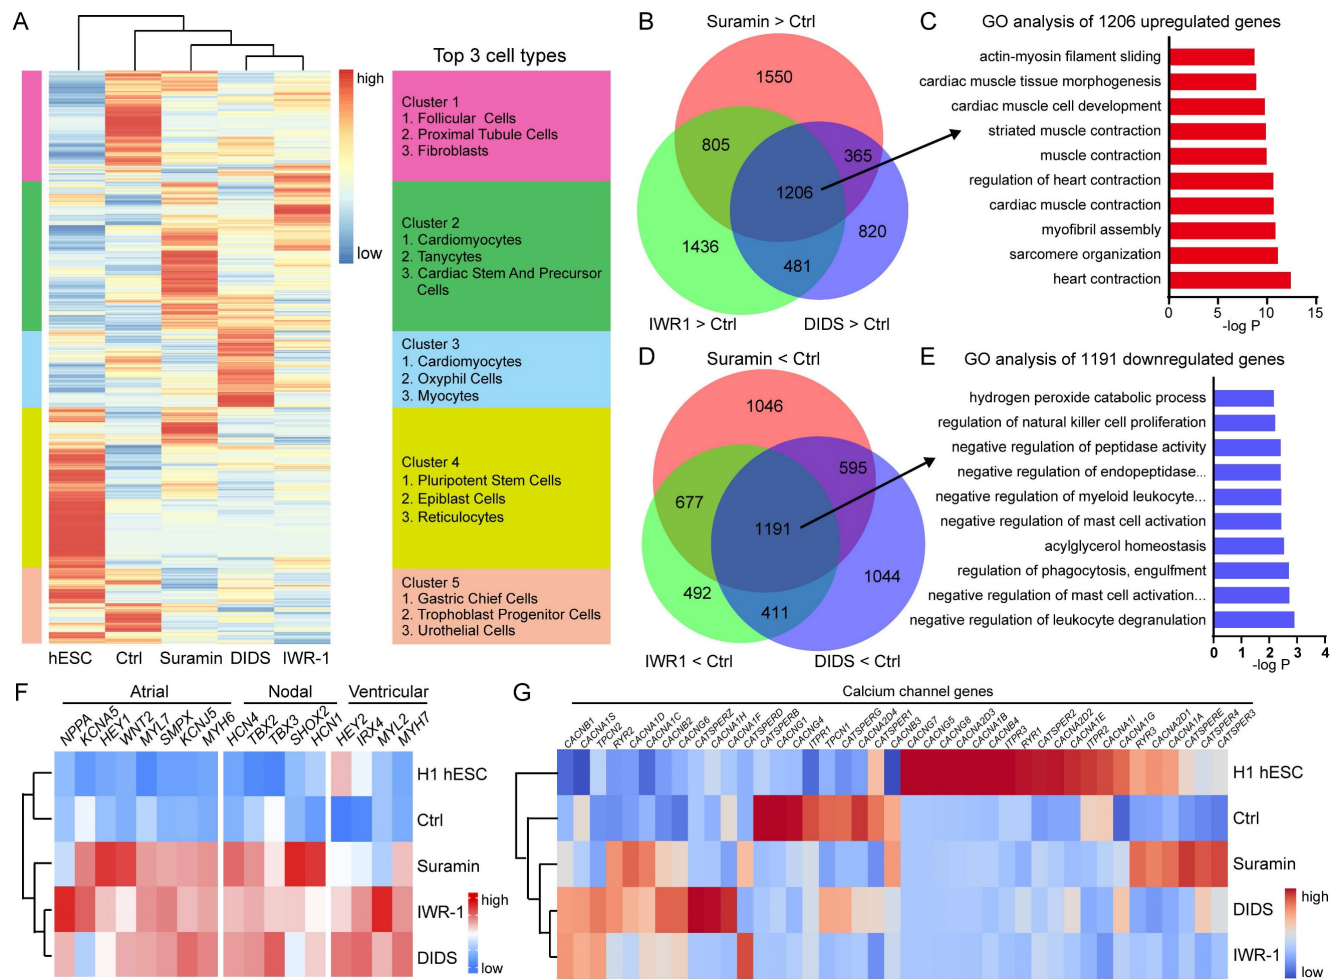 A
Top 3 cell types
high
low
Cluster 1
1. Follicular Cells
2. Proximal Tubule Cells
3. Fibroblasts
Cluster 2
1. Cardiomyocytes
2. Tanycytes
3. Cardiac Stem And Precursor
Cells
Cluster 3
1. Cardiomyocytes
2. Oxyphil Cells
3. Myocytes
Cluster 4
1. Pluripotent Stem Cells
2. Epiblast Cells
3. Reticulocytes
Cluster 5
1. Gastric Chief Cells
2. Trophoblast Progenitor Cells
3. Urothelial Cells
hESC Ctrl Suramin DIDS IWR-1
B
Suramin > Ctrl
1550
805
365
1206
1436
820
481
IWR1 > Ctrl
DIDS > Ctrl
C
GO analysis of 1206 upregulated genes
actin-myosin filament sliding
cardiac muscle tissue morphogenesis
cardiac muscle cell development
striated muscle contraction
muscle contraction
regulation of heart contraction
cardiac muscle contraction
myofibril assembly
sarcomere organization
heart contraction
0 5 10 15
-log P
D
Suramin < Ctrl
1046
595
677
1191
492
1044
411
IWR1 < Ctrl
DIDS < Ctrl
E
GO analysis of 1191 downregulated genes
hydrogen peroxide catabolic process
regulation of natural killer cell proliferation
negative regulation of peptidase activity
negative regulation of endopeptidase...
negative regulation of myeloid leukocyte...
negative regulation of mast cell activation
acylglycerol homeostasis
regulation of phagocytosis, engulfment
negative regulation of mast cell activation...
negative regulation of leukocyte degranulation
0 1 2 3 4
-log P
F
Atrial Nodal Ventricular
NPPA KCNA5 HEY1 WNT2 MYL7 SMPX KCNJ5 MYH6 HCN4 TBX2 TBX3 SHOX2 HCN1 HEY2 IRX4 MYL2 MYH7
H1 hESC
Ctrl
Suramin
IWR-1
DIDS
high
low
G
Calcium channel genes
CACNB1 CACNA1S TPCN2 RYR2 CACNA1D CACNA1C CACNB2 CACNG6 CATSPERZ CACNA1H CACNA1F CATSPERD CATSPERB CACNG1 CACNG4 ITPR1 TPCN1 CATSPERG CACNA2D4 CATSPER1 CACNB3 CACNG7 CACNG5 CACNG8 CACNA2D3 CACNA1B CACNB4 ITPR3 RYR1 CATSPER2 CACNA2D2 CACNA1E ITPR2 CACNA1I CACNA1G RYR3 CACNA2D1 CACNA1A CATSPERE CATSPER4 CATSPER3
H1 hESC
Ctrl
Suramin
DIDS
IWR-1
high
low